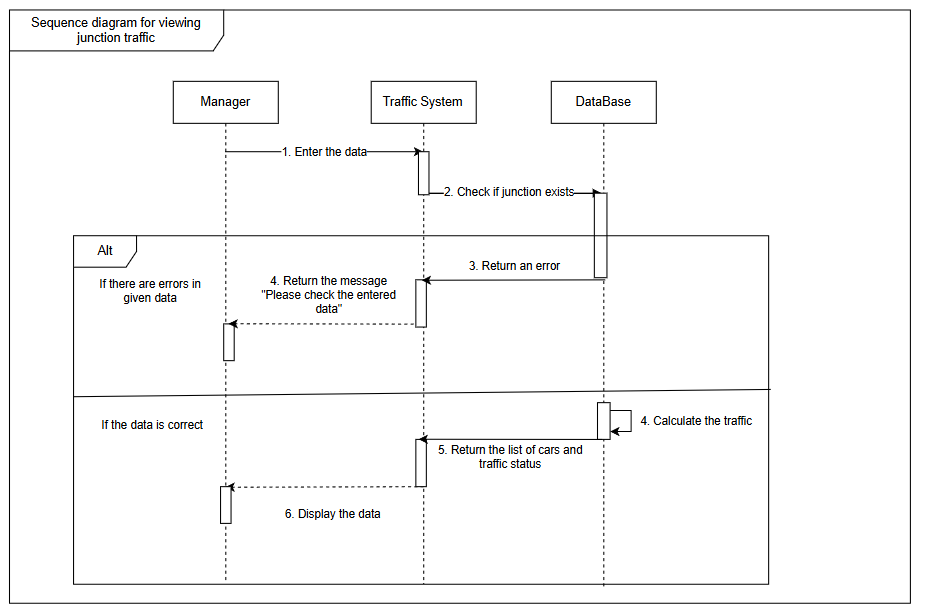 Sequence diagram for viewing
junction traffic
Manager
Traffic System
DataBase
1. Enter the data
2. Check if junction exists
Alt
If there are errors in
given data
3. Return an error
4. Return the message
"Please check the entered
data"
If the data is correct
4. Calculate the traffic
5. Return the list of cars and
traffic status
6. Display the data